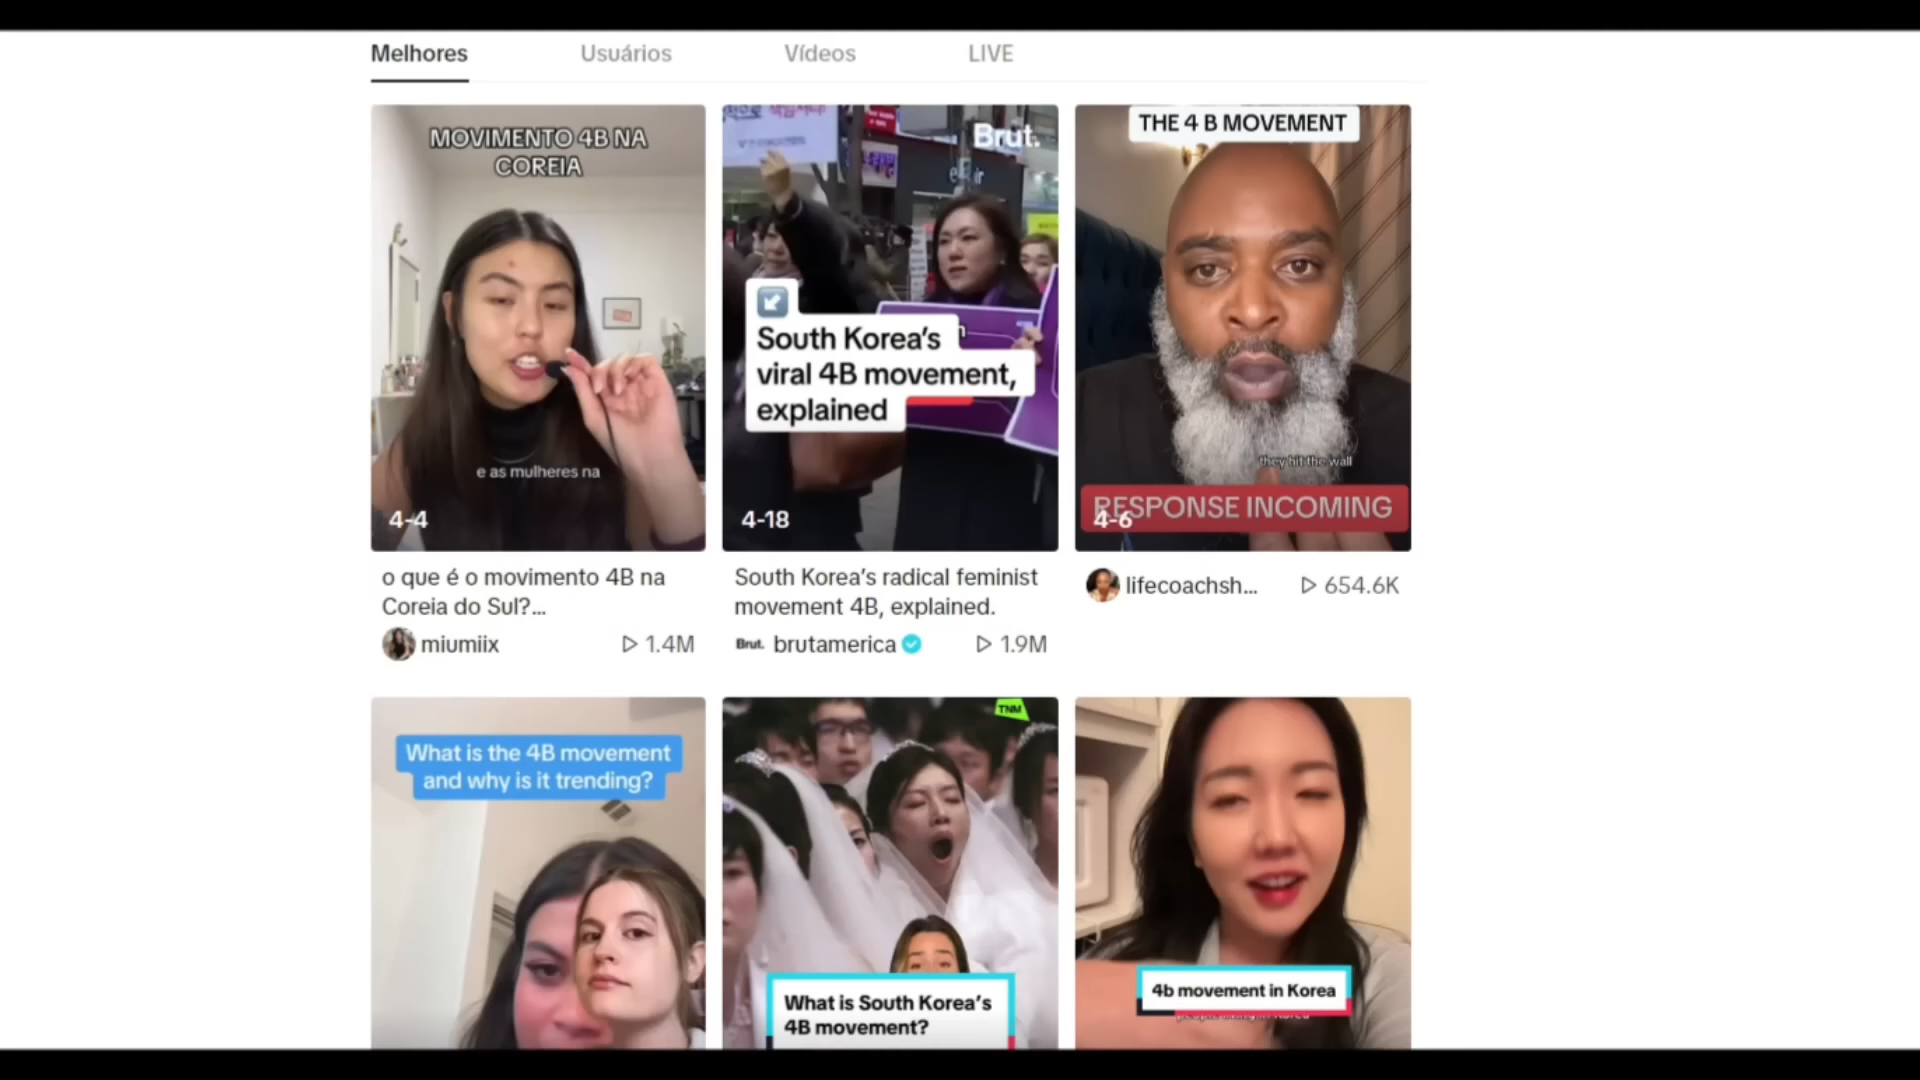 Melhores
Usuários
Vídeos
LIVE
MOVIMENTO 4B NA
COREIA
e as mulheres na
4-4
o que é o movimento 4B na
Coreia do Sul?...
miumiix
1.4M
Brut.
South Korea's
viral 4B movement,
explained
4-18
South Korea's radical feminist
movement 4B, explained.
Brut.
brutamerica
1.9M
THE 4 B MOVEMENT
they hit the wall
RESPONSE INCOMING
4-6
lifecoachsh...
654.6K
What is the 4B movement
and why is it trending?
TNM
What is South Korea's
4B movement?
4b movement in Korea